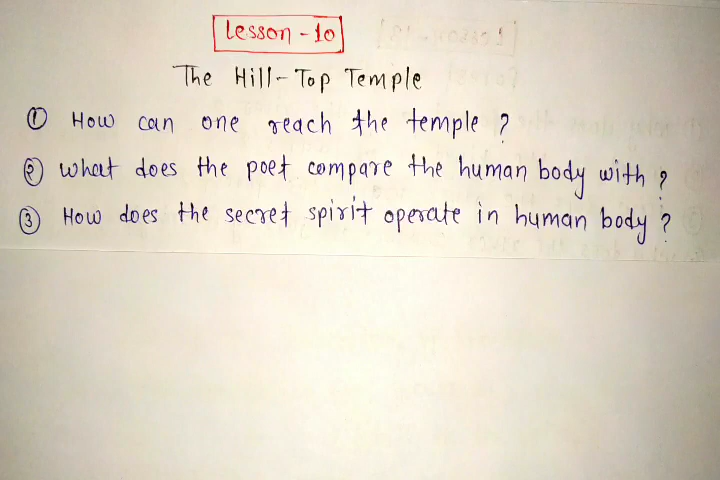 Lesson - 10
The Hill-Top Temple
① How can one reach the temple ?
② What does the poet compare the human body with ?
③ How does the secret spirit operate in human body ?